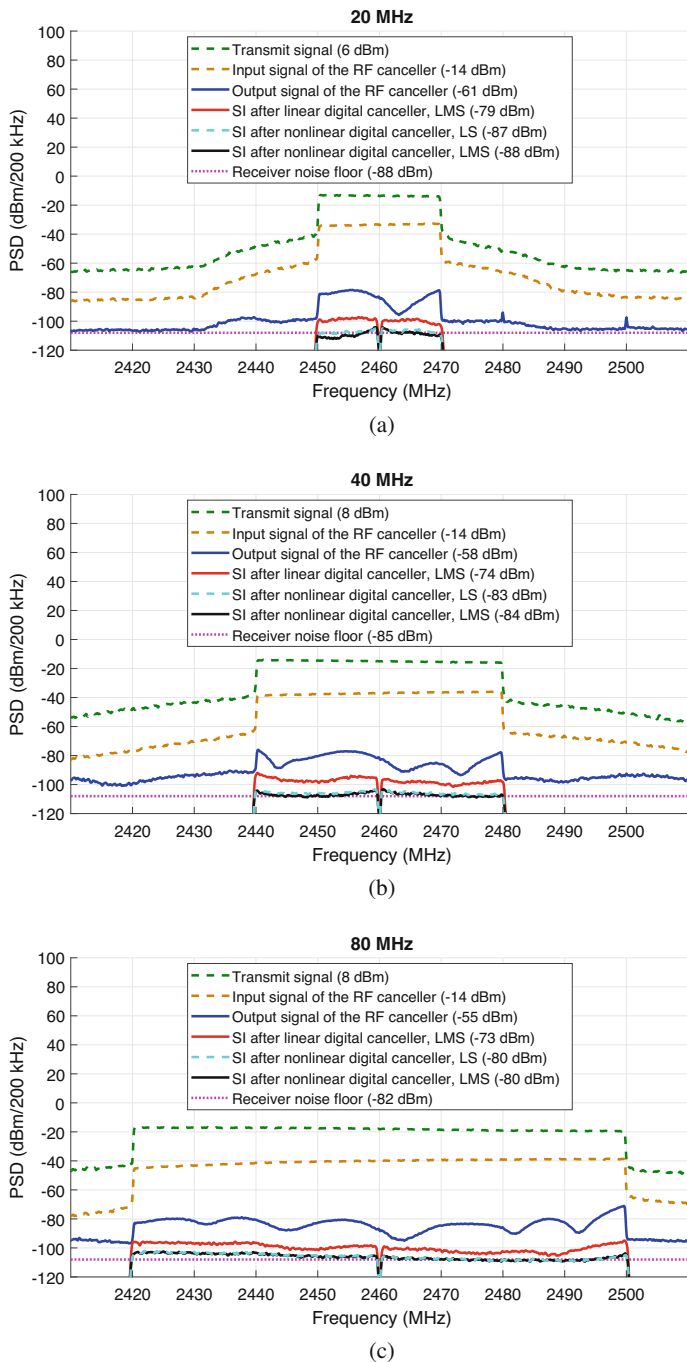 20 MHz
100
80
60
40
20
0
-20
-40
-60
-80
-100
-120
PSD (dBm/200 kHz)
Transmit signal (6 dBm)
Input signal of the RF canceller (-14 dBm)
Output signal of the RF canceller (-61 dBm)
SI after linear digital canceller, LMS (-79 dBm)
SI after nonlinear digital canceller, LS (-87 dBm)
SI after nonlinear digital canceller, LMS (-88 dBm)
Receiver noise floor (-88 dBm)
2420 2430 2440 2450 2460 2470 2480 2490 2500
Frequency (MHz)
(a)
40 MHz
100
80
60
40
20
0
-20
-40
-60
-80
-100
-120
PSD (dBm/200 kHz)
Transmit signal (8 dBm)
Input signal of the RF canceller (-14 dBm)
Output signal of the RF canceller (-58 dBm)
SI after linear digital canceller, LMS (-74 dBm)
SI after nonlinear digital canceller, LS (-83 dBm)
SI after nonlinear digital canceller, LMS (-84 dBm)
Receiver noise floor (-85 dBm)
2420 2430 2440 2450 2460 2470 2480 2490 2500
Frequency (MHz)
(b)
80 MHz
100
80
60
40
20
0
-20
-40
-60
-80
-100
-120
PSD (dBm/200 kHz)
Transmit signal (8 dBm)
Input signal of the RF canceller (-14 dBm)
Output signal of the RF canceller (-55 dBm)
SI after linear digital canceller, LMS (-73 dBm)
SI after nonlinear digital canceller, LS (-80 dBm)
SI after nonlinear digital canceller, LMS (-80 dBm)
Receiver noise floor (-82 dBm)
2420 2430 2440 2450 2460 2470 2480 2490 2500
Frequency (MHz)
(c)